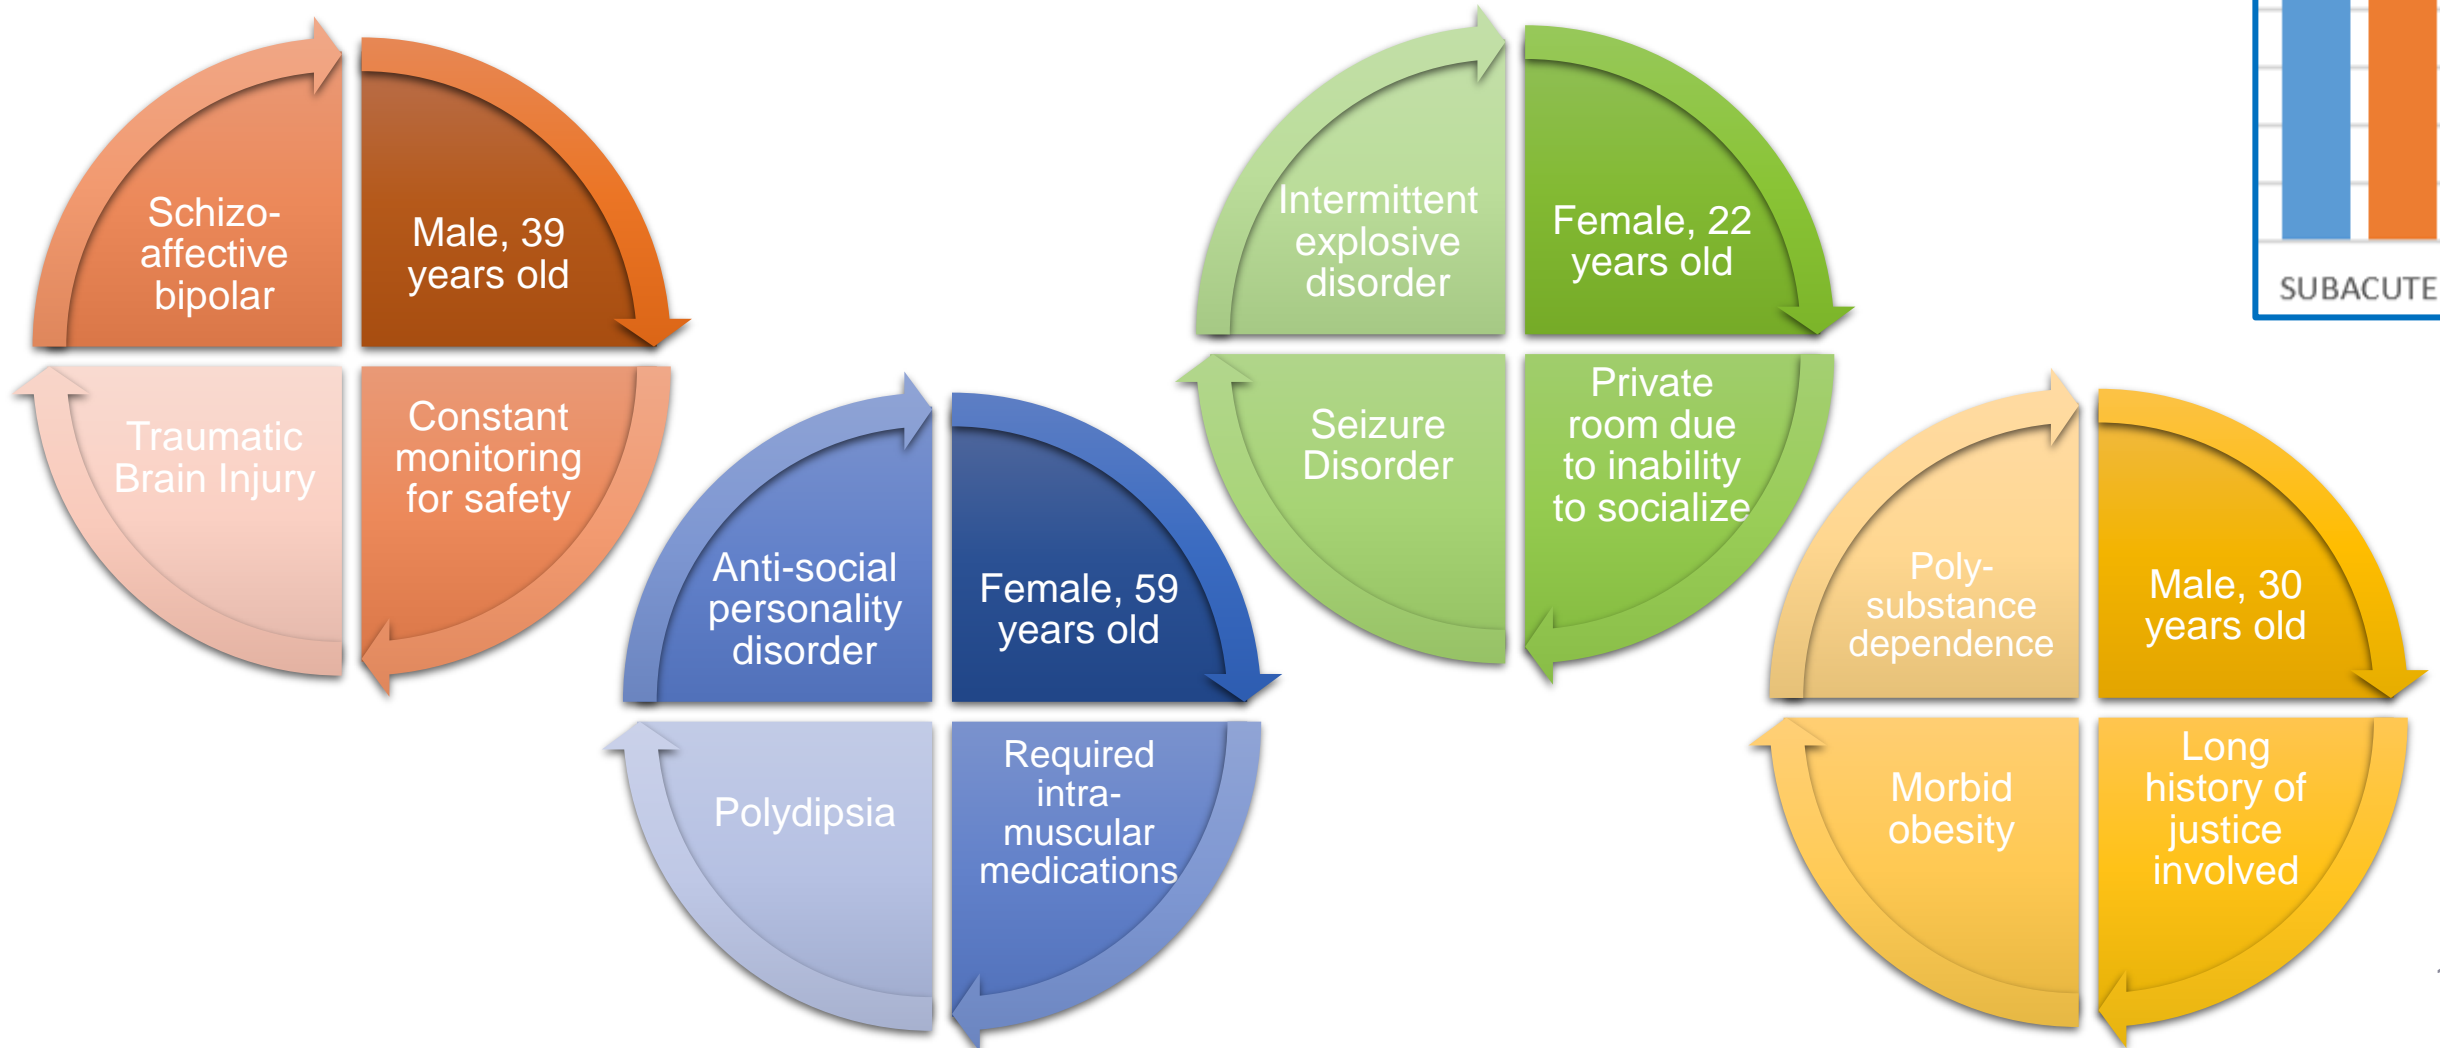 Schizo-
affective
bipolar
Male, 39
years old
Traumatic
Brain Injury
Constant
monitoring
for safety
Anti-social
personality
disorder
Female, 59
years old
Polydipsia
Required
intra-
muscular
medications
Intermittent
explosive
disorder
Female, 22
years old
Seizure
Disorder
Private
room due
to inability
to socialize
Poly-
substance
dependence
Male, 30
years old
Morbid
obesity
Long
history of
justice
involved
SUBACUTE